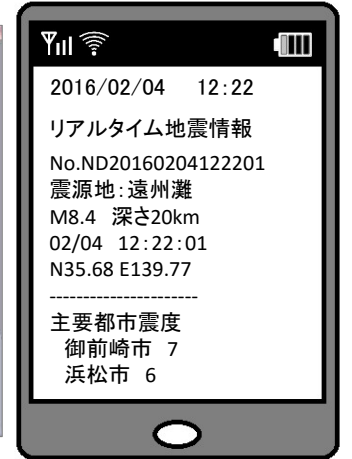 2016/02/04 12:22
リアルタイム地震情報
No.ND20160204122201
震源地:遠州灘
M8.4 深さ20km
02/04 12:22:01
N35.68 E139.77
----------------------
主要都市震度
御前崎市 7
浜松市 6